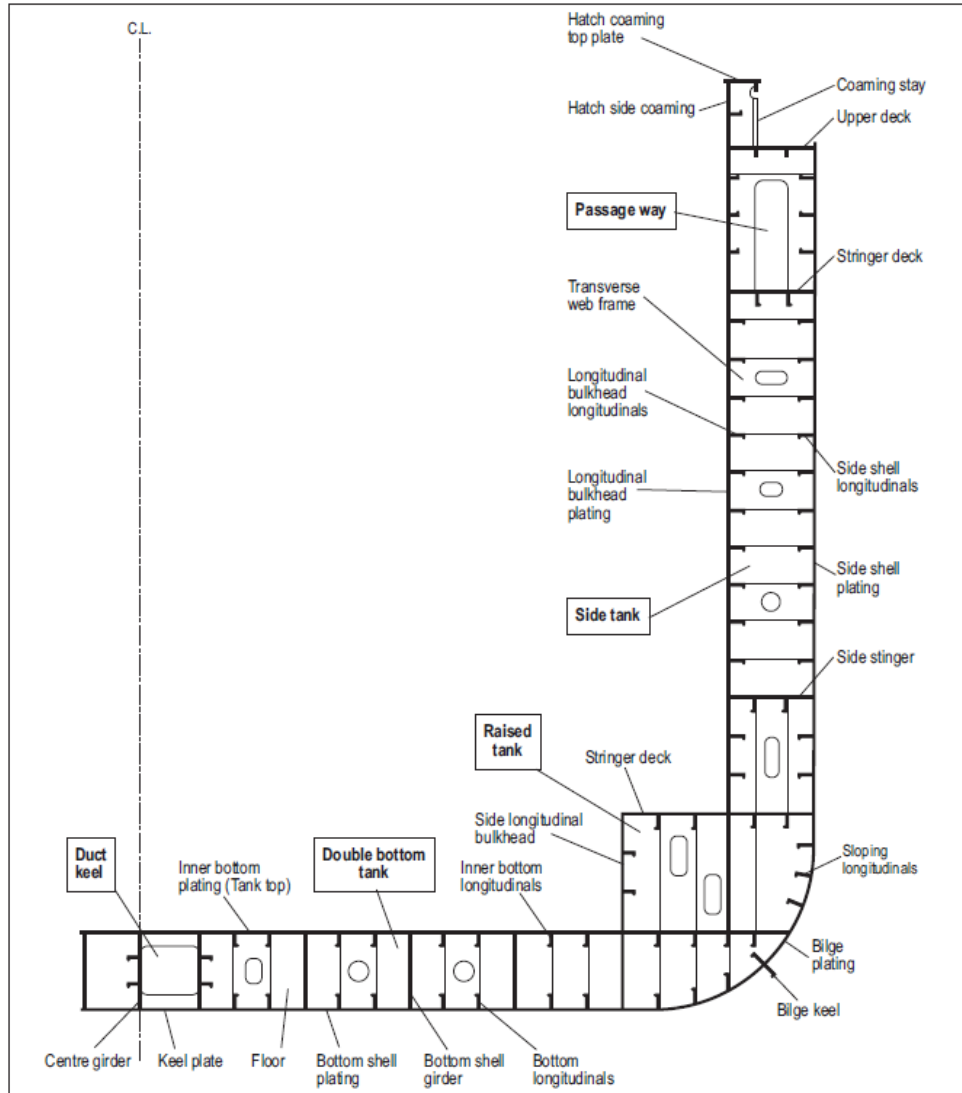 C.L.
Hatch coaming
top plate
Coaming stay
Hatch side coaming
Upper deck
Passage way
Stringer deck
Transverse
web frame
Longitudinal
bulkhead
longitudinals
Side shell
longitudinals
Longitudinal
bulkhead
plating
Side shell
plating
Side tank
Side stinger
Raised
tank
Stringer deck
Side longitudinal
bulkhead
Sloping
longitudinals
Duct
keel
Inner bottom
plating (Tank top)
Double bottom
tank
Inner bottom
longitudinals
Bilge
plating
Bilge keel
Centre girder
Keel plate
Floor
Bottom shell
plating
Bottom shell
girder
Bottom
longitudinals